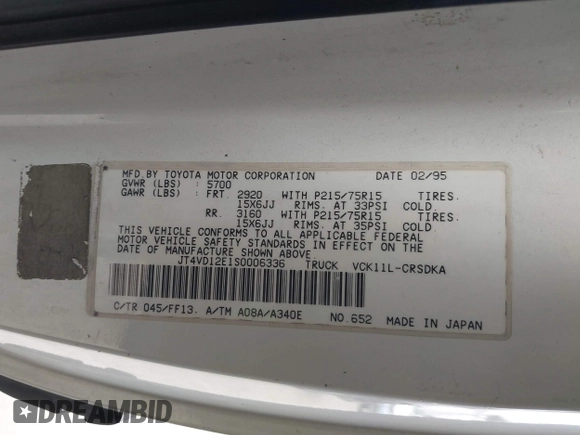 MFD. BY TOYOTA MOTOR CORPORATION DATE 02/95
GVWR (LBS) : 5700
GAWR (LBS) : FRT. 2920 WITH P215/75R15 TIRES.
15X6JJ RIMS. AT 33PSI COLD
RR. 3160 WITH P215/75R15 TIRES.
15X6JJ RIMS. AT 35PSI COLD.
THIS VEHICLE CONFORMS TO ALL APPLICABLE FEDERAL
MOTOR VEHICLE SAFETY STANDARDS IN EFFECT ON THE
DATE OF MANUFACTURE SHOWN ABOVE.
JT4VD12E1S0006336 TRUCK VCK11L-CRSDKA
C/TR 045/FF13. A/TM A08A/A340E NO.652 MADE IN JAPAN
DREAMBID